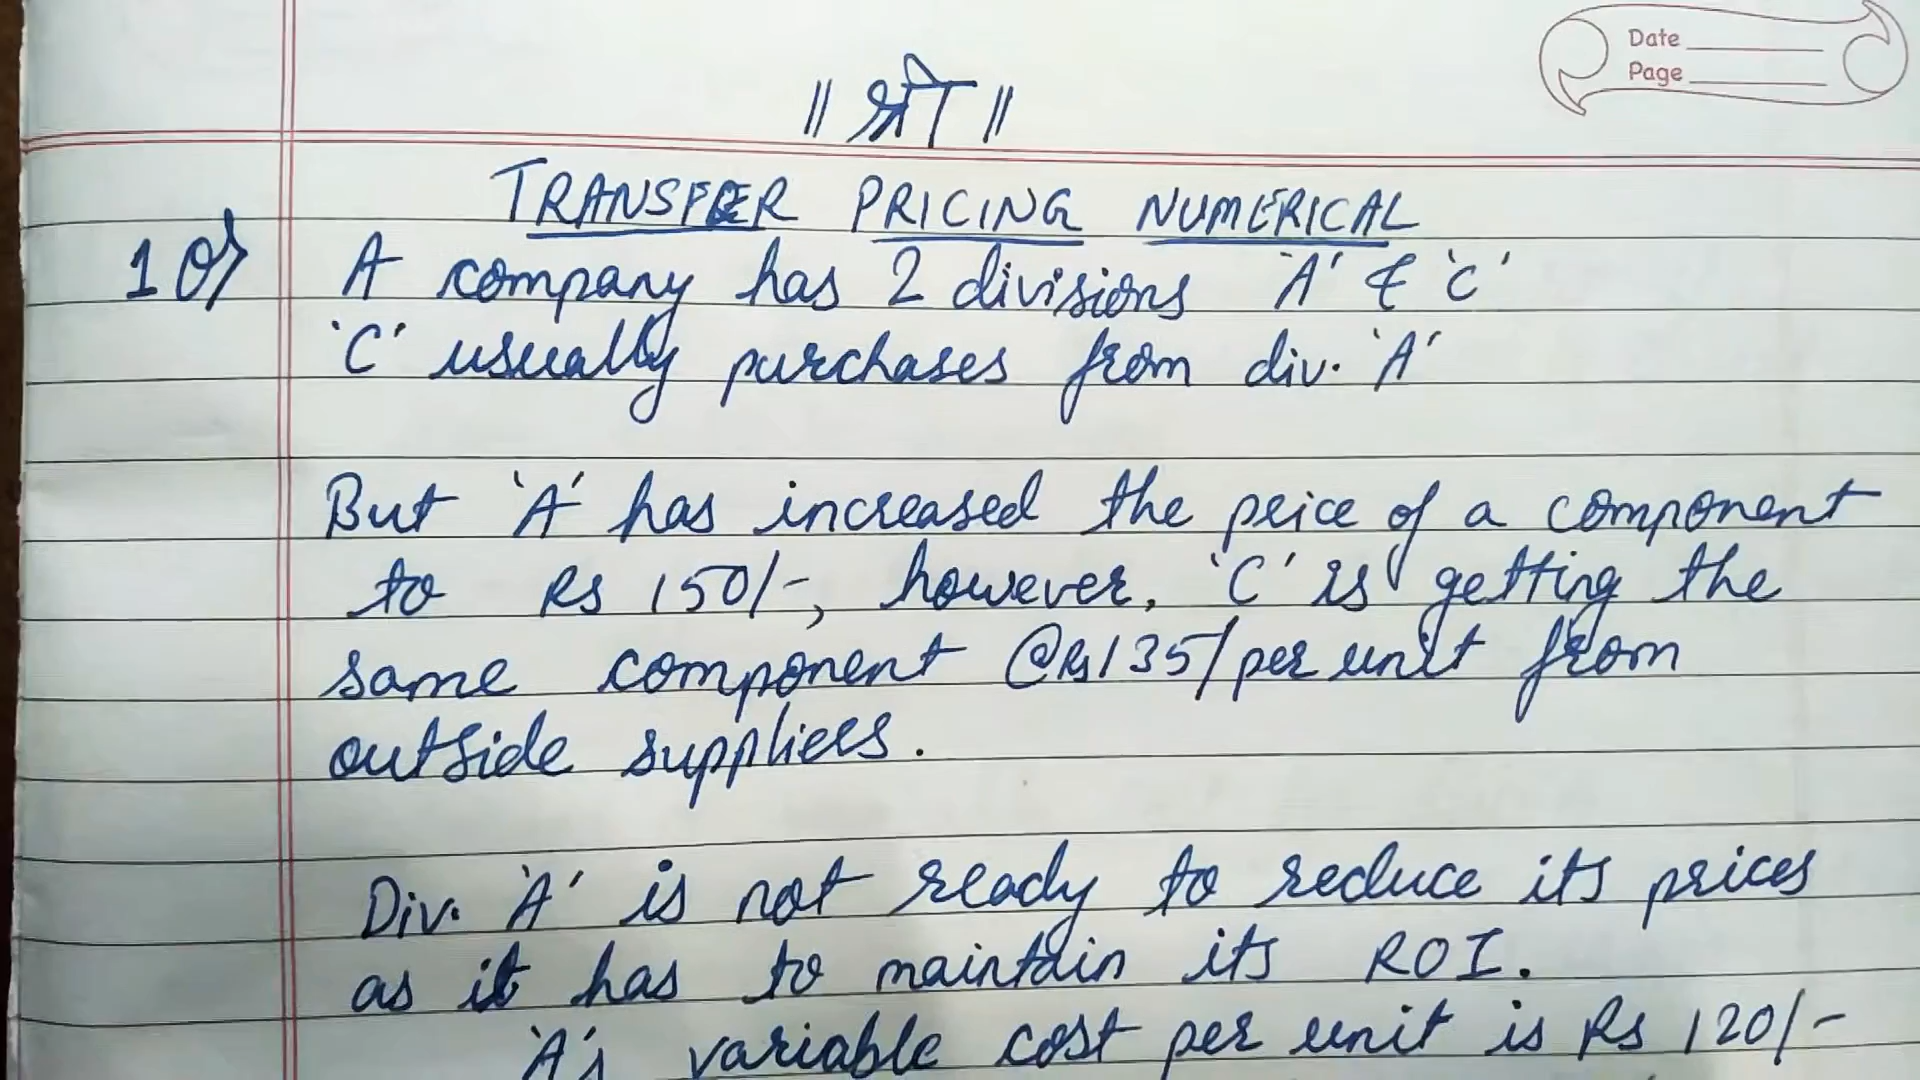 Date
Page
॥ श्री ॥
TRANSFER PRICING NUMERICAL
1 Q) A company has 2 divisions 'A' & 'C'
'C' usually purchases from div. 'A'
But 'A' has increased the price of a component
to Rs 150/-, however, 'C' is getting the
same component @Rs135/per unit from
outside suppliers.
Div. 'A' is not ready to reduce its prices
as it has to maintain its ROI.
'A's variable cost per unit is Rs 120/-